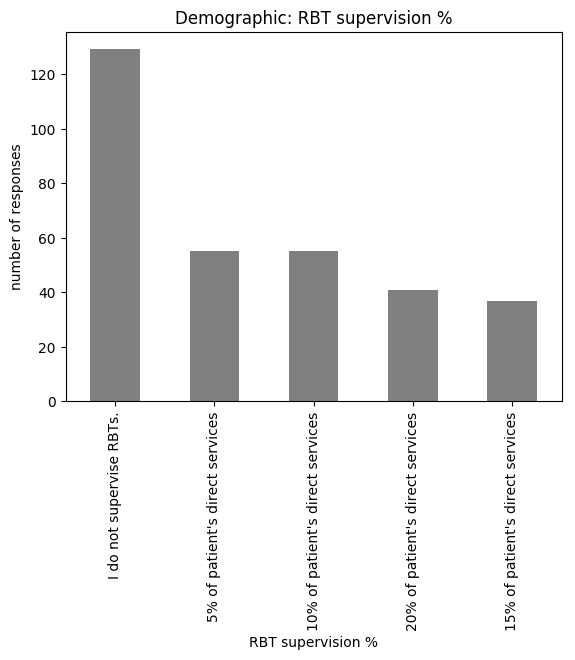 Demographic: RBT supervision %
number of responses
120
100
80
60
40
20
0
I do not supervise RBTs.
5% of patient's direct services
10% of patient's direct services
20% of patient's direct services
15% of patient's direct services
RBT supervision %